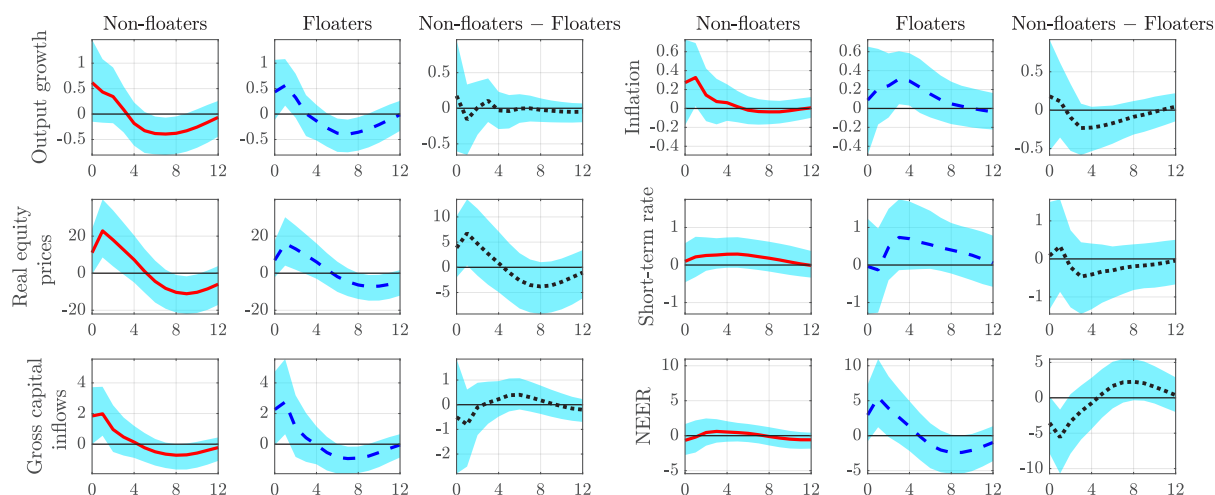 Non-floaters Floaters Non-floaters − Floaters Non-floaters Floaters Non-floaters − Floaters
Output growth
1
0.5
0
-0.5
0 4 8 12
1
0.5
0
-0.5
0 4 8 12
0.5
0
-0.5
0 4 8 12
Inflation
0.6
0.4
0.2
0
-0.2
-0.4
0 4 8 12
0.6
0.4
0.2
0
-0.2
-0.4
0 4 8 12
0.5
0
-0.5
0 4 8 12
Real equity
prices
20
0
-20
0 4 8 12
20
0
-20
0 4 8 12
10
5
0
-5
0 4 8 12
Short-term rate
1
0
-1
0 4 8 12
1
0
-1
0 4 8 12
1
0
-1
0 4 8 12
Gross capital
inflows
4
2
0
0 4 8 12
4
2
0
0 4 8 12
1
0
-1
-2
0 4 8 12
NEER
10
5
0
-5
0 4 8 12
10
5
0
-5
0 4 8 12
5
0
-5
-10
0 4 8 12